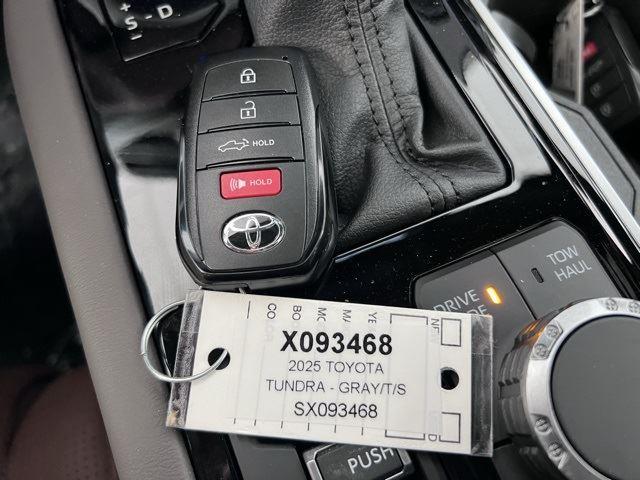 +
S - D
HOLD
HOLD
TOW
HAUL
DRIVE
X093468
2025 TOYOTA
TUNDRA - GRAY/T/S
SX093468
PUSH